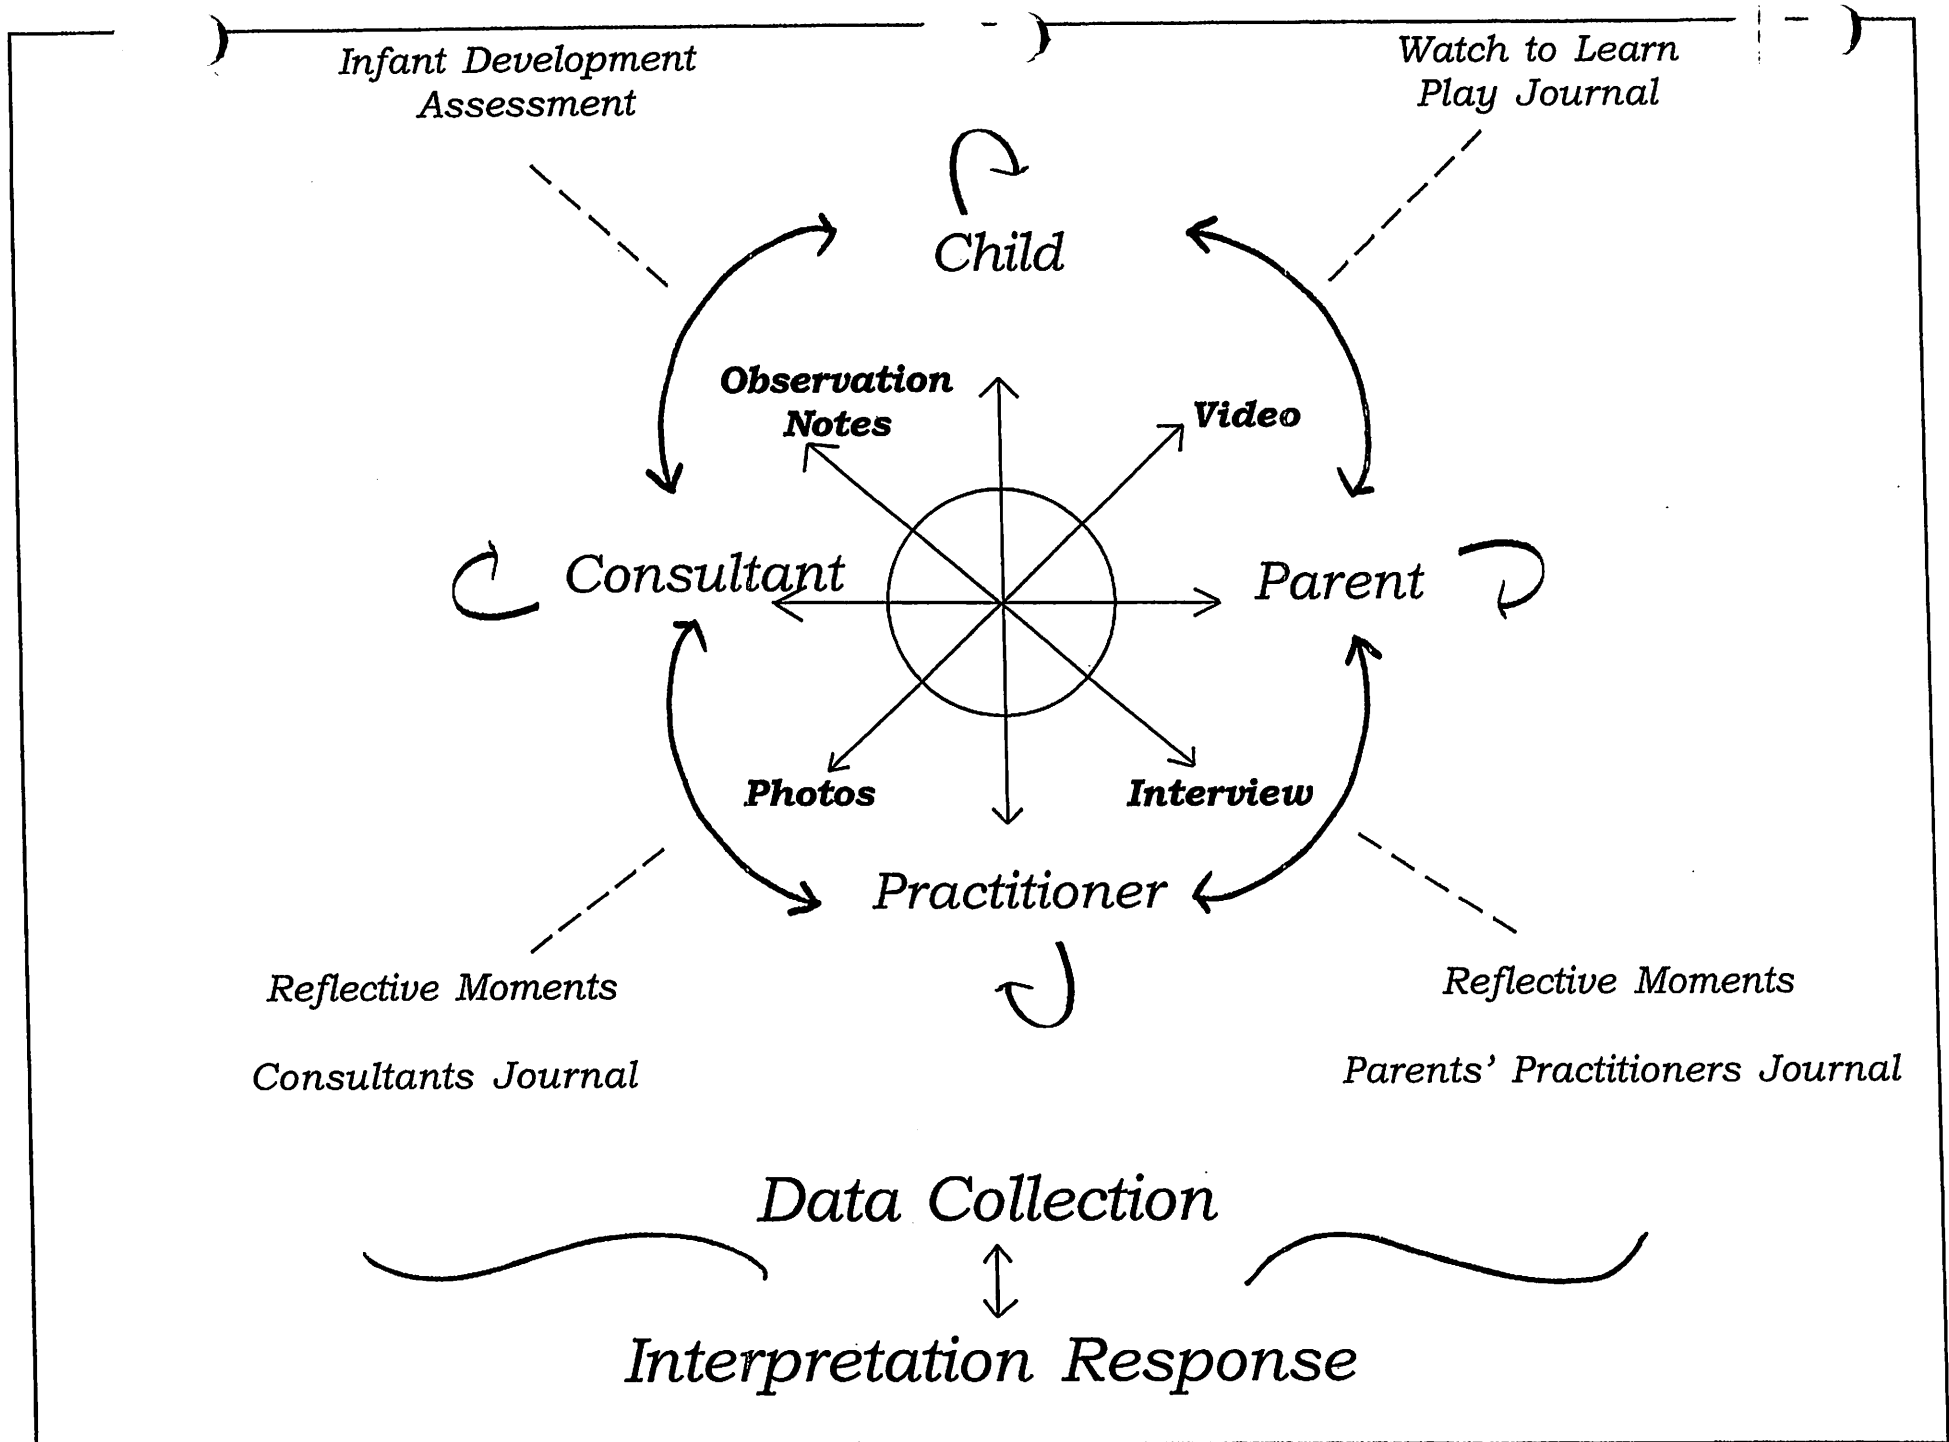 Infant Development
Assessment
Watch to Learn
Play Journal
Child
Observation
Notes
Video
Consultant
Parent
Photos
Interview
Practitioner
Reflective Moments
Consultants Journal
Reflective Moments
Parents’ Practitioners Journal
Data Collection
Interpretation Response